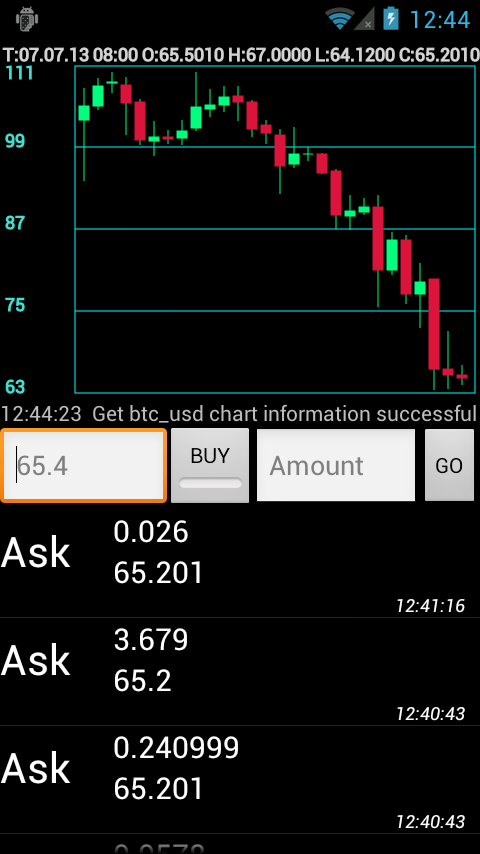 12:44
T:07.07.13 08:00 O:65.5010 H:67.0000 L:64.1200 C:65.2010
111
99
87
75
63
12:44:23 Get btc_usd chart information successful
65.4 BUY Amount GO
Ask
0.026
65.201
12:41:16
Ask
3.679
65.2
12:40:43
Ask
0.240999
65.201
12:40:43